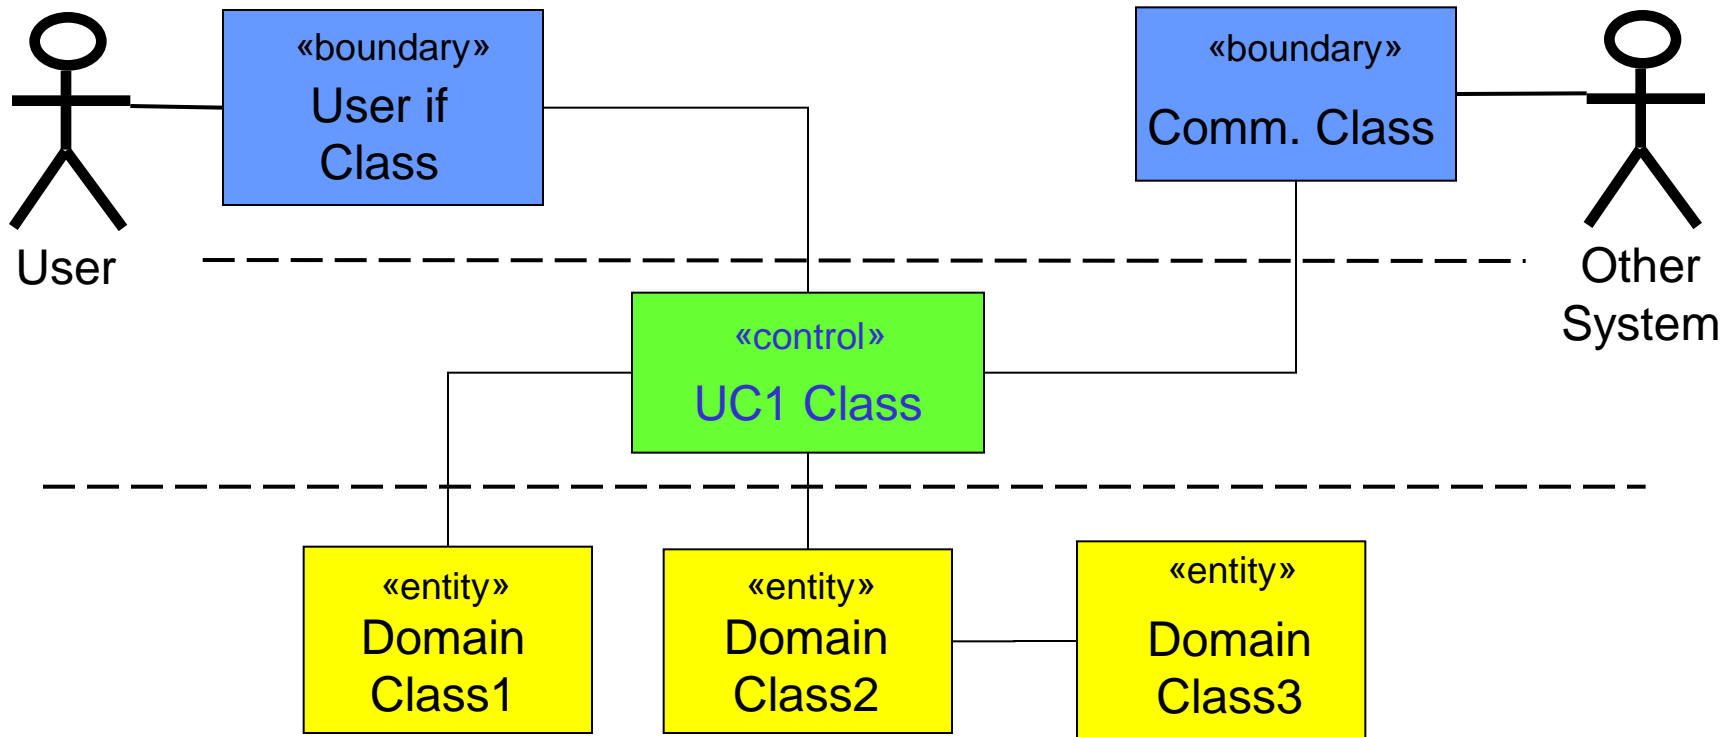 «boundary»
User if
Class
«boundary»
Comm. Class
User
Other
System
«control»
UC1 Class
«entity»
Domain
Class1
«entity»
Domain
Class2
«entity»
Domain
Class3